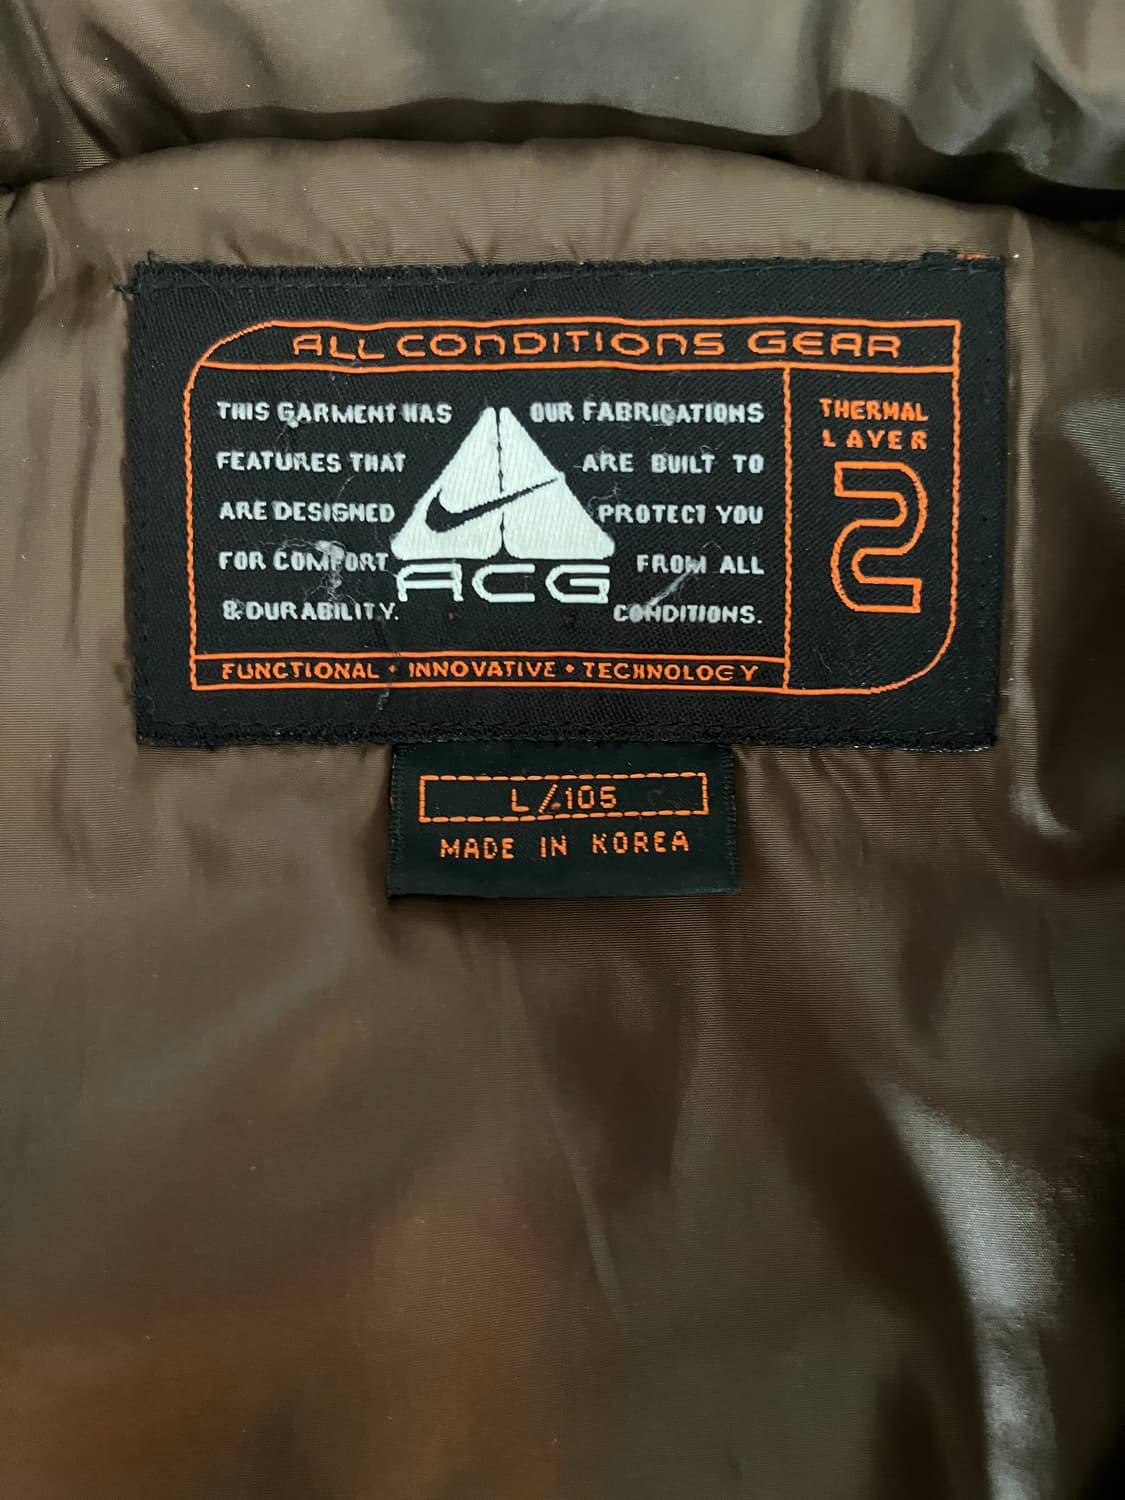 ALL CONDITIONS GEAR
THIS GARMENT HAS
FEATURES THAT
ARE DESIGNED
FOR COMFORT
& DURABILITY.
ACG
OUR FABRICATIONS
ARE BUILT TO
PROTECT YOU
FROM ALL
CONDITIONS.
THERMAL
LAYER
2
FUNCTIONAL • INNOVATIVE • TECHNOLOGY
L/105
MADE IN KOREA